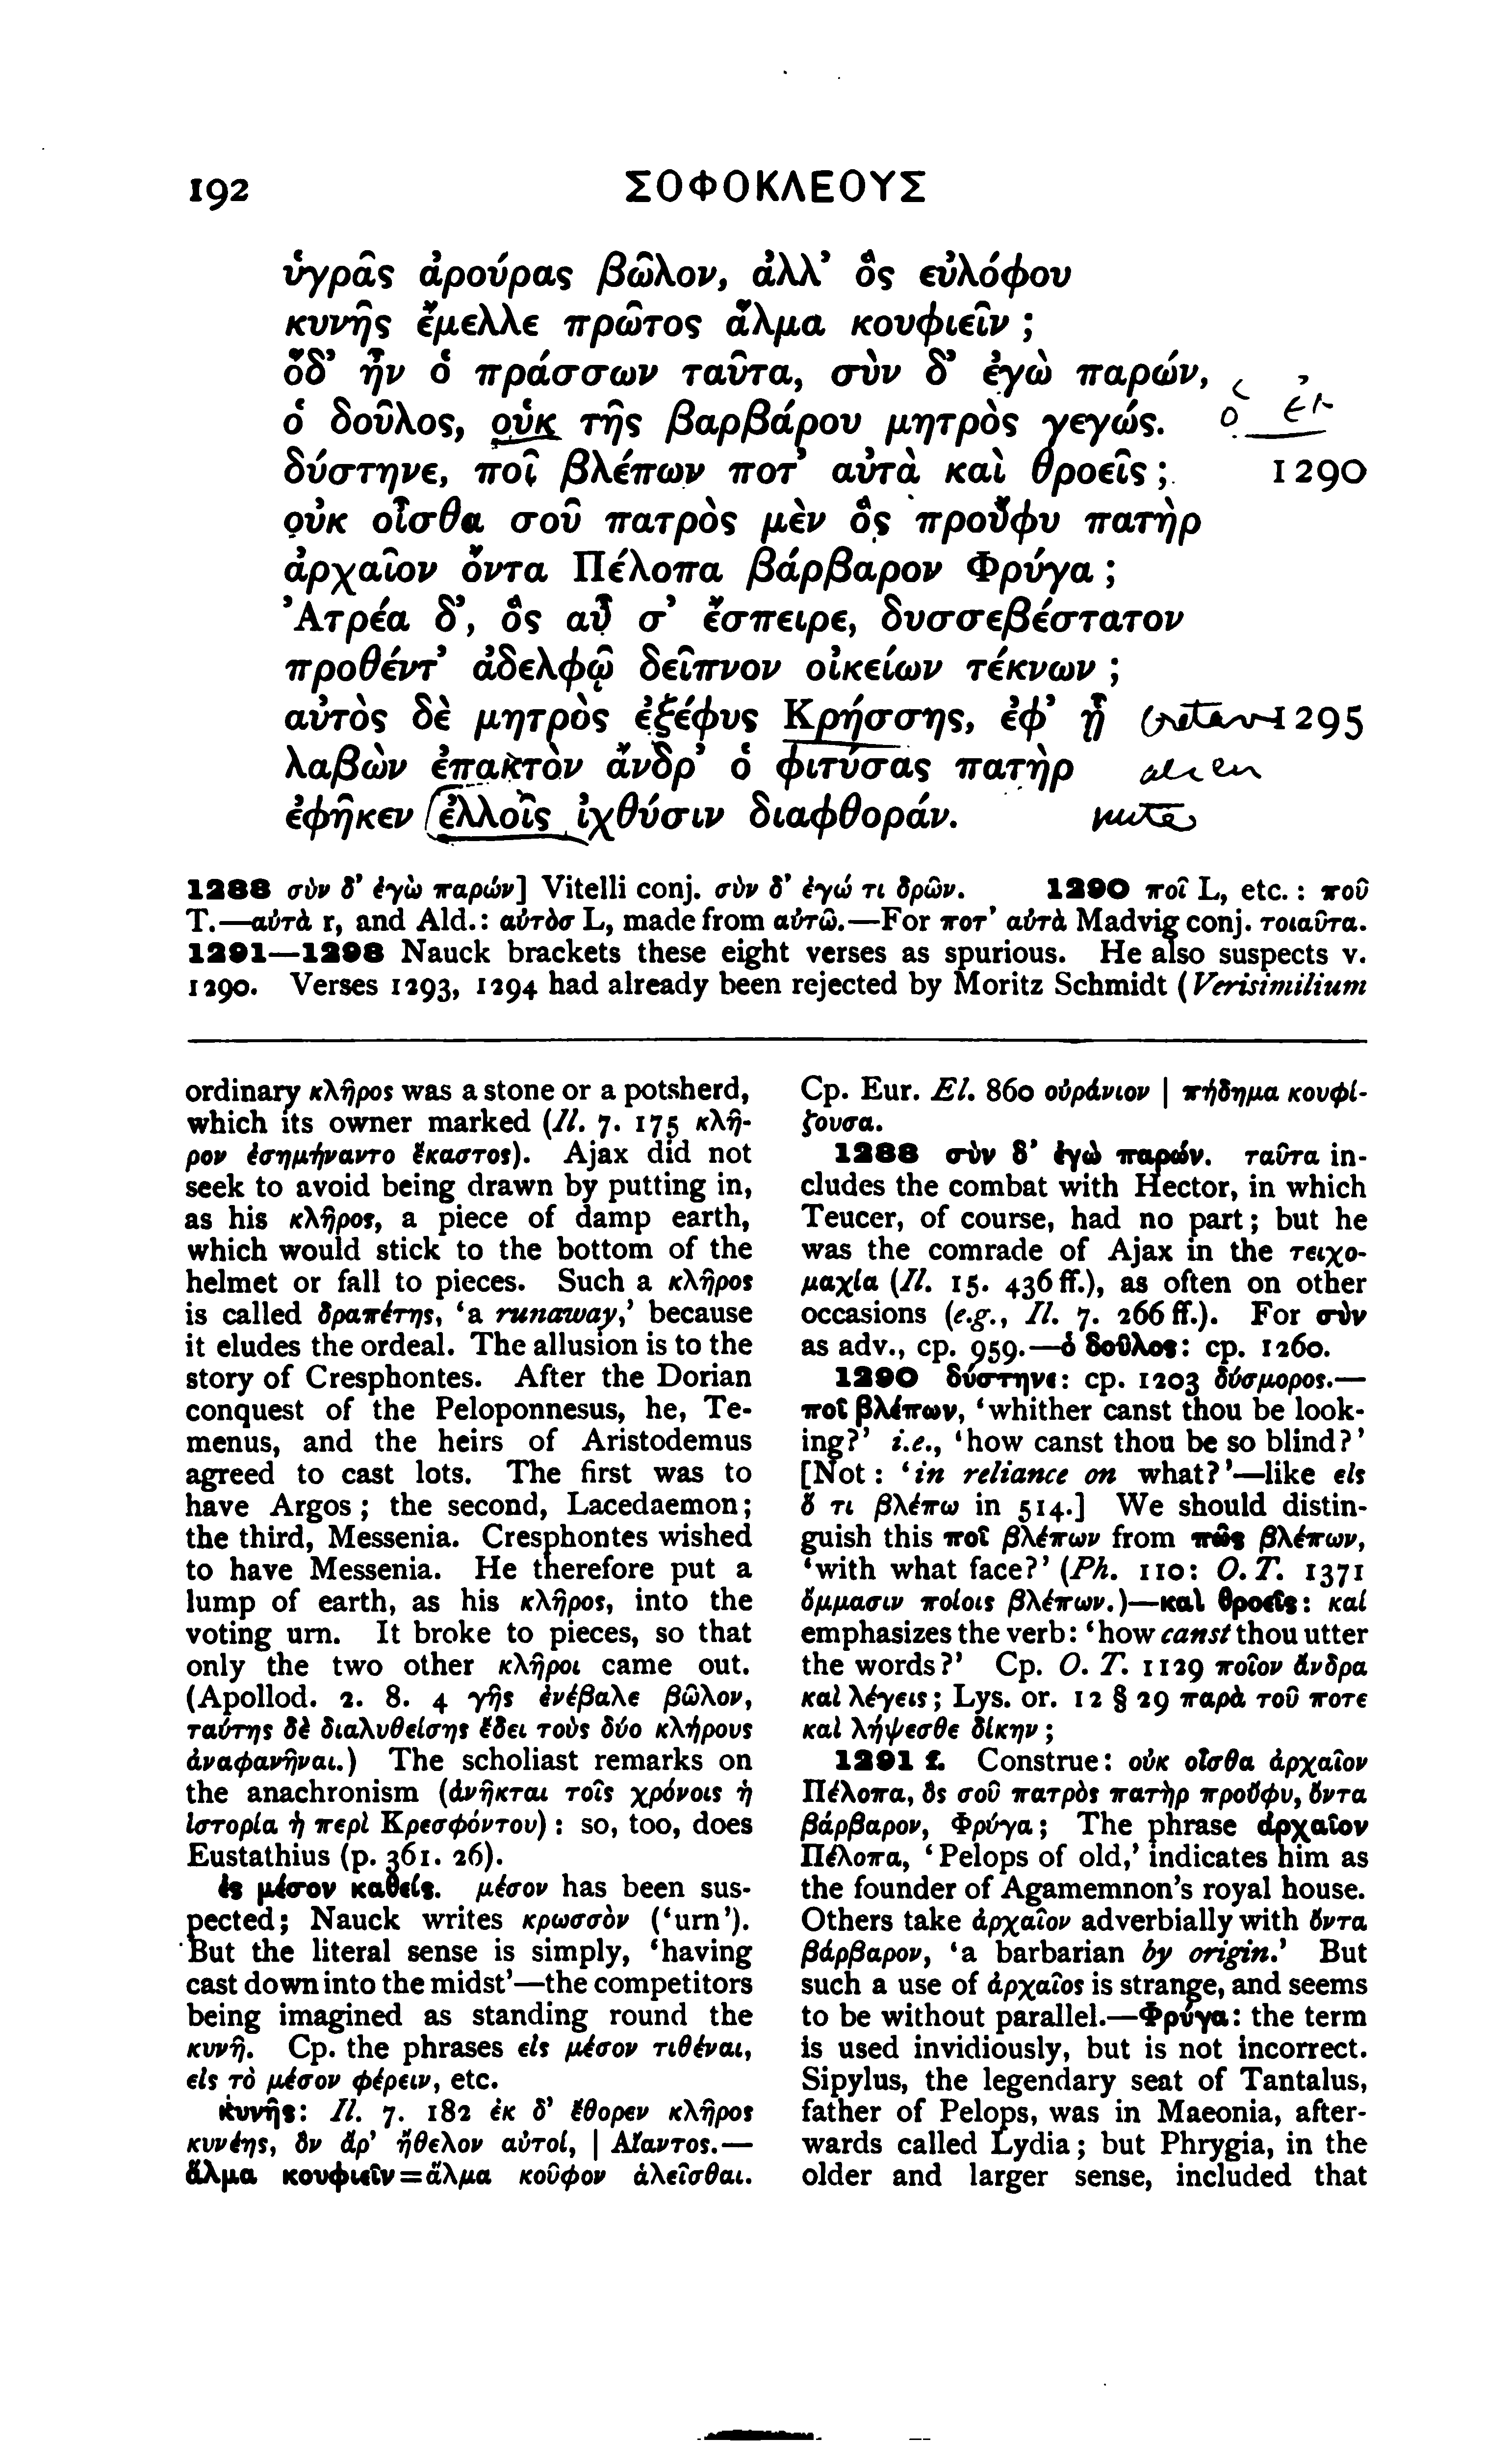 192
ΣΟΦΟΚΛΕΟΥΣ
ὑγρᾶς ἀρούρας βῶλον, ἀλλ’ ὃς εὐλόφου
κυνῆς ἔμελλε πρῶτος ἅλμα κουφιεῖν ;
ὅδ’ ἦν ὁ πράσσων ταῦτα, σὺν δ’ ἐγὼ παρών,
ὁ δοῦλος, οὑκ τῆς βαρβάρου μητρὸς γεγώς. ὁ ἐκ
δύστηνε, ποῖ βλέπων ποτ’ αὐτὰ καὶ θροεῖς ; 1290
οὐκ οἶσθα σοῦ πατρὸς μὲν ὃς προὔφυ πατὴρ
ἀρχαῖον ὄντα Πέλοπα βάρβαρον Φρύγα ;
Ἀτρέα δ’, ὃς αὖ σ’ ἔσπειρε, δυσσεβέστατον
προθέντ’ ἀδελφῷ δεῖπνον οἰκείων τέκνων ;
αὐτὸς δὲ μητρὸς ἐξέφυς Κρήσσης, ἐφ’ ᾗ Cretan 1295
λαβὼν ἐπακτὸν ἄνδρ’ ὁ φιτύσας πατὴρ alien
ἐφῆκεν ἐλλοῖς ἰχθύσιν διαφθοράν. mute
1288 σὺν δ’ ἐγὼ παρών] Vitelli conj. σὺν δ’ ἐγώ τι δρῶν. 1290 ποῖ L, etc. : ποῦ
T.—αὐτὰ r, and Ald.: αὐτὸσ L, made from αὐτῶ.—For ποτ’ αὐτὰ Madvig conj. τοιαῦτα.
1291—1298 Nauck brackets these eight verses as spurious. He also suspects v.
1290. Verses 1293, 1294 had already been rejected by Moritz Schmidt (Verisimilium
ordinary κλῆρος was a stone or a potsherd,
which its owner marked (Il. 7. 175 κλῆ-
ρον ἐσημήναντο ἕκαστος). Ajax did not
seek to avoid being drawn by putting in,
as his κλῆρος, a piece of damp earth,
which would stick to the bottom of the
helmet or fall to pieces. Such a κλῆρος
is called δραπέτης, ‘a runaway,’ because
it eludes the ordeal. The allusion is to the
story of Cresphontes. After the Dorian
conquest of the Peloponnesus, he, Te-
menus, and the heirs of Aristodemus
agreed to cast lots. The first was to
have Argos ; the second, Lacedaemon;
the third, Messenia. Cresphontes wished
to have Messenia. He therefore put a
lump of earth, as his κλῆρος, into the
voting urn. It broke to pieces, so that
only the two other κλῆροι came out.
(Apollod. 2. 8. 4 γῆς ἐνέβαλε βῶλον,
ταύτης δὲ διαλυθείσης ἔδει τοὺς δύο κλήρους
ἀναφανῆναι.) The scholiast remarks on
the anachronism (ἀνῆκται τοῖς χρόνοις ἡ
ἱστορία ἡ περὶ Κρεσφόντου) : so, too, does
Eustathius (p. 361. 26).
ἐς μέσον καθείς. μέσον has been sus-
pected; Nauck writes κρωσσὸν (‘urn’).
But the literal sense is simply, ‘having
cast down into the midst’—the competitors
being imagined as standing round the
κυνῆ. Cp. the phrases εἰς μέσον τιθέναι,
εἰς τὸ μέσον φέρειν, etc.
κυνῆς: Il. 7. 182 ἐκ δ’ ἔθορεν κλῆρος
κυνέης, ὃν ἄρ’ ἤθελον αὐτοί, | Αἴαντος.—
ἅλμα κουφιεῖν=ἅλμα κοῦφον ἁλεῖσθαι.
Cp. Eur. El. 860 οὐράνιον | πήδημα κουφί-
ζουσα.
1288 σὺν δ’ ἐγὼ παρών. ταῦτα in-
cludes the combat with Hector, in which
Teucer, of course, had no part; but he
was the comrade of Ajax in the τειχο-
μαχία (Il. 15. 436 ff.), as often on other
occasions (e.g., Il. 7. 266 ff.). For σὺν
as adv., cp. 959.—ὁ δοῦλος: cp. 1260.
1290 δύστηνε: cp. 1203 δύσμορος.—
ποῖ βλέπων, ‘whither canst thou be look-
ing?’ i.e., ‘how canst thou be so blind?’
[Not : ‘in reliance on what?’—like εἰς
ὅ τι βλέπω in 514.] We should distin-
guish this ποῖ βλέπων from πῶς βλέπων,
‘with what face?’ (Ph. 110: O. T. 1371
ὄμμασιν ποίοις βλέπων.)—καὶ θροεῖς: καί
emphasizes the verb: ‘how canst thou utter
the words?’ Cp. O. T. 1129 ποῖον ἄνδρα
καὶ λέγεις; Lys. or. 12 § 29 παρὰ τοῦ ποτε
καὶ λήψεσθε δίκην ;
1291 f. Construe: οὐκ οἶσθα ἀρχαῖον
Πέλοπα, ὃς σοῦ πατρὸς πατὴρ προὔφυ, ὄντα
βάρβαρον, Φρύγα; The phrase ἀρχαῖον
Πέλοπα, ‘Pelops of old,’ indicates him as
the founder of Agamemnon’s royal house.
Others take ἀρχαῖον adverbially with ὄντα
βάρβαρον, ‘a barbarian by origin.’ But
such a use of ἀρχαῖος is strange, and seems
to be without parallel.—Φρύγα: the term
is used invidiously, but is not incorrect.
Sipylus, the legendary seat of Tantalus,
father of Pelops, was in Maeonia, after-
wards called Lydia; but Phrygia, in the
older and larger sense, included that